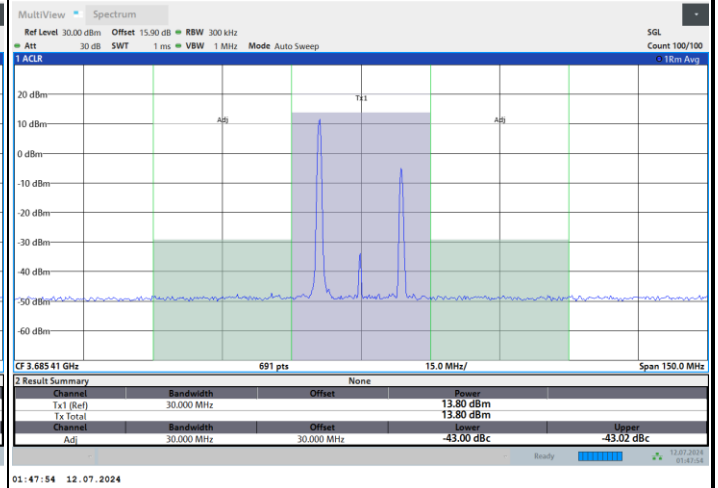 MultiView Spectrum
Ref Level 30.00 dBm Offset 15.90 dB RBW 300 kHz SGL
Att 30 dB SWT 1 ms VBW 1 MHz Mode Auto Sweep Count 100/100
1 ACLR 1Rm Avg
20 dBm
Tx1
10 dBm
Adj Adj
0 dBm
-10 dBm
-20 dBm
-30 dBm
-40 dBm
-50 dBm
-60 dBm
CF 3.685 41 GHz 691 pts 15.0 MHz/ Span 150.0 MHz
2 Result Summary None
Channel Bandwidth Offset Power
Tx1 (Ref) 30.000 MHz 13.80 dBm
Tx Total 13.80 dBm
Channel Bandwidth Offset Lower Upper
Adj 30.000 MHz 30.000 MHz -43.00 dBc -43.02 dBc
Ready 12.07.2024
01:47:54
01:47:54 12.07.2024